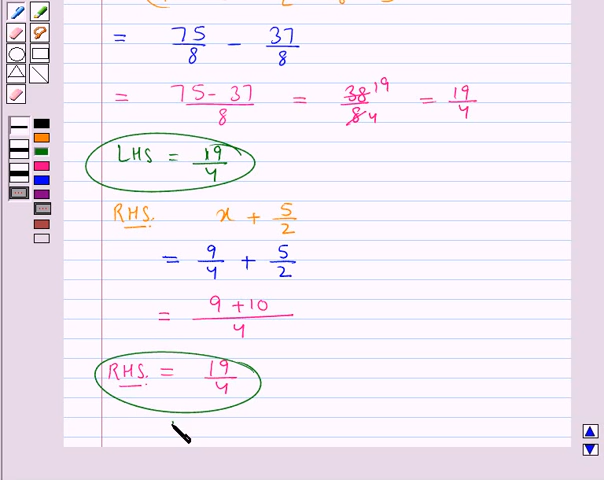 = 75/8 - 37/8
= 75-37/8 = 38/8 19/4 = 19/4
LHS = 19/4
RHS. x + 5/2
= 9/4 + 5/2
= 9+10/4
RHS. = 19/4